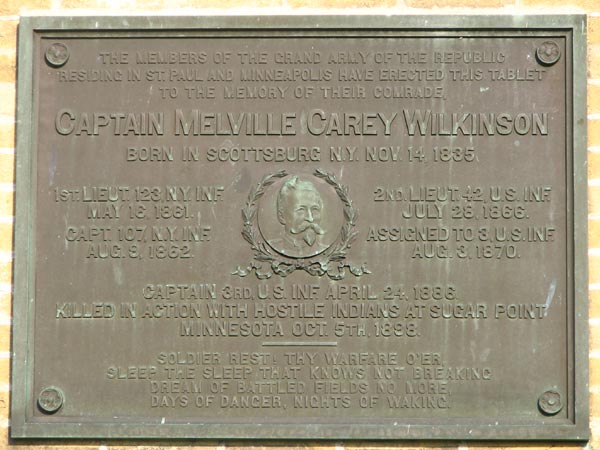 THE MEMBERS OF THE GRAND ARMY OF THE REPUBLIC
RESIDING IN ST. PAUL AND MINNEAPOLIS HAVE ERECTED THIS TABLET
TO THE MEMORY OF THEIR COMRADE,
CAPTAIN MELVILLE CAREY WILKINSON
BORN IN SCOTTSBURG N.Y. NOV. 14, 1835.
1ST. LIEUT. 123, N.Y. INF.
MAY 16, 1861.
CAPT. 107, N.Y. INF.
AUG. 9, 1862.
2ND. LIEUT. 42, U.S. INF.
JULY 28, 1866.
ASSIGNED TO 3, U.S. INF.
AUG. 3, 1870.
CAPTAIN 3RD, U.S. INF. APRIL 24, 1886.
KILLED IN ACTION WITH HOSTILE INDIANS AT SUGAR POINT
MINNESOTA OCT. 5TH, 1898.
SOLDIER REST! THY WARFARE O'ER,
SLEEP THE SLEEP THAT KNOWS NOT BREAKING
DREAM OF BATTLED FIELDS NO MORE,
DAYS OF DANGER, NIGHTS OF WAKING.